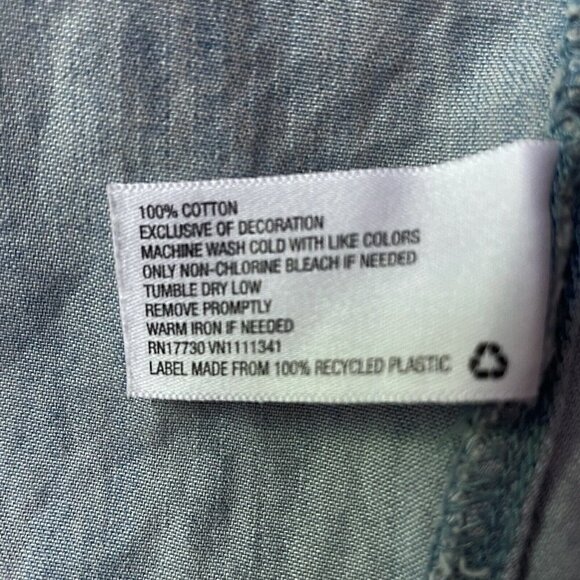 100% COTTON
EXCLUSIVE OF DECORATION
MACHINE WASH COLD WITH LIKE COLORS
ONLY NON-CHLORINE BLEACH IF NEEDED
TUMBLE DRY LOW
REMOVE PROMPTLY
WARM IRON IF NEEDED
RN17730 VN1111341
LABEL MADE FROM 100% RECYCLED PLASTIC